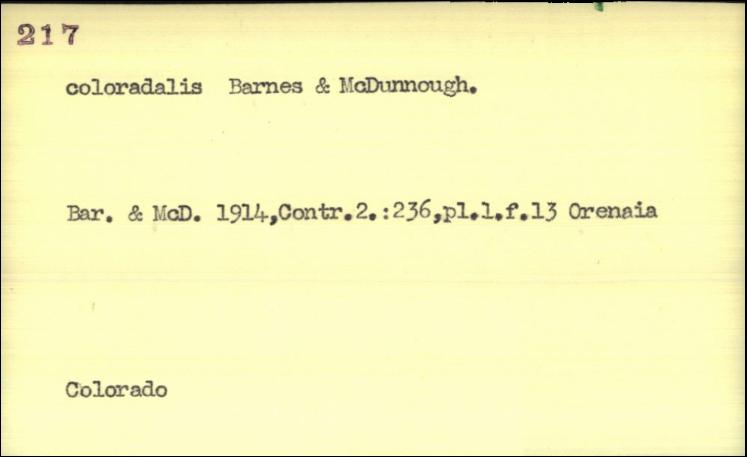 217
coloradalis Barnes & McDunnough.
Bar. & McD. 1914,Contr.2.:236,pl.1.f.13 Orenaia
Colorado